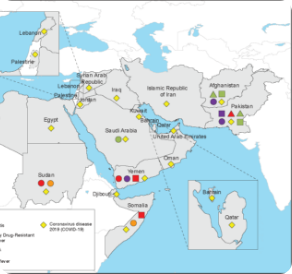 Lebanon
Palestine
Syrian Arab
Republic
Lebanon
Palestine
Jordan
Iraq
Islamic Republic
of Iran
Afghanistan
Pakistan
Kuwait
Bahrain
Qatar
United Arab Emirates
Egypt
Saudi Arabia
Oman
Sudan
Yemen
Djibouti
Somalia
Bahrain
Qatar
Drug-Resistant
Coronavirus disease
2019 (COVID-19)